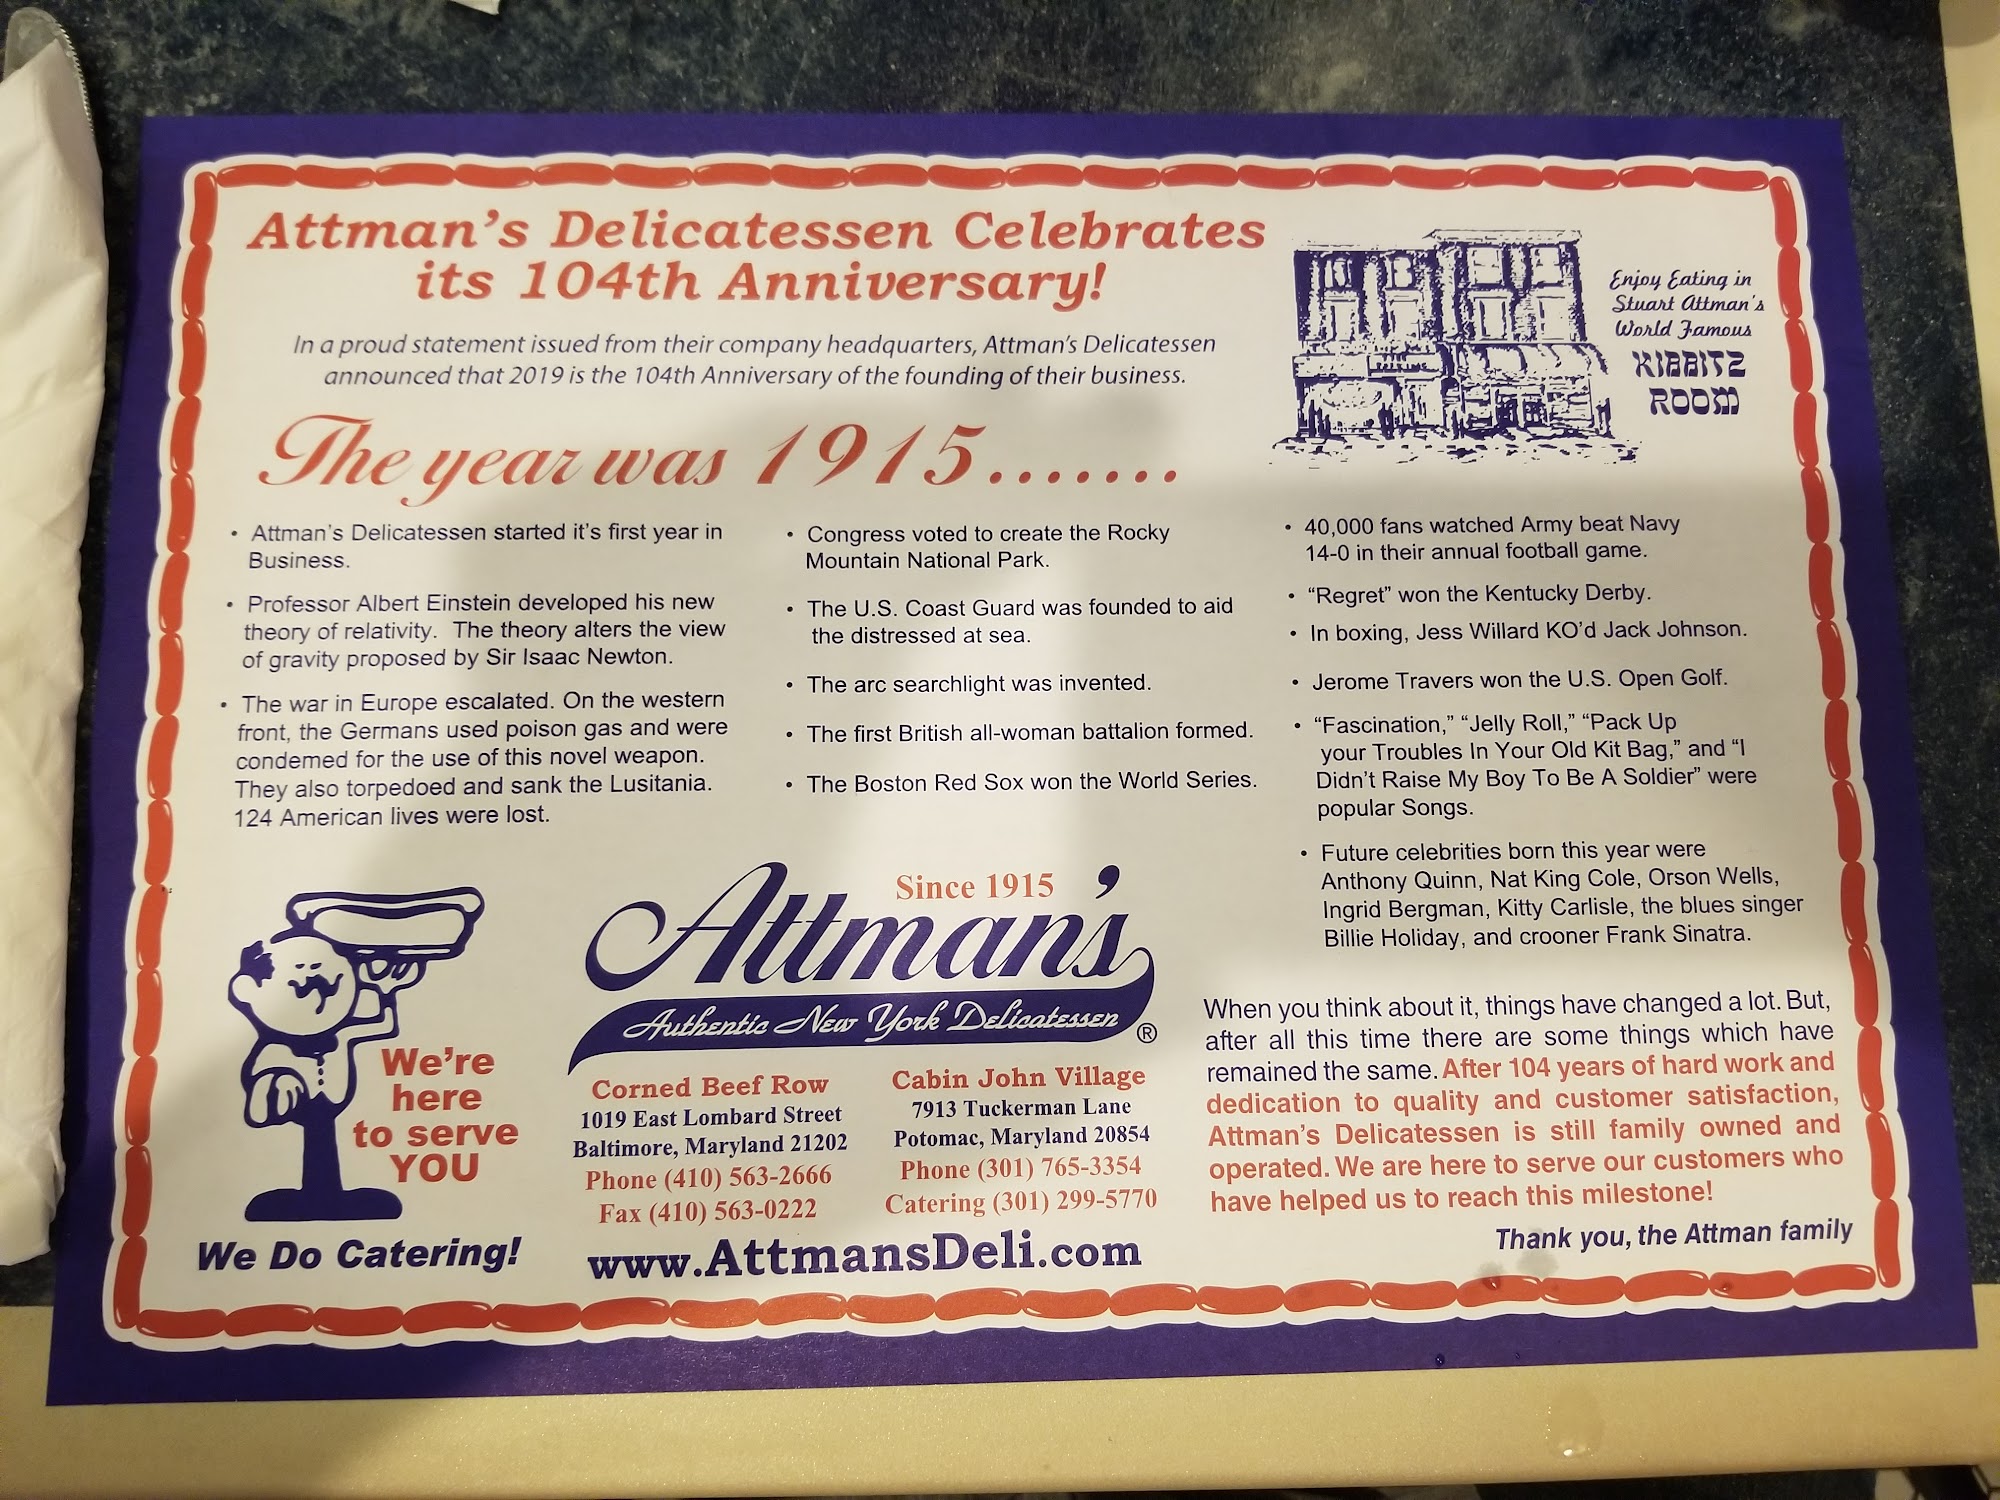 Attman's Delicatessen Celebrates
its 104th Anniversary!
In a proud statement issued from their company headquarters, Attman's Delicatessen
announced that 2019 is the 104th Anniversary of the founding of their business.
Enjoy Eating in
Stuart Attman's
World Famous
KIBBITZ
ROOM
The year was 1915.......
• Attman's Delicatessen started it's first year in
Business.
• Professor Albert Einstein developed his new
theory of relativity. The theory alters the view
of gravity proposed by Sir Isaac Newton.
• The war in Europe escalated. On the western
front, the Germans used poison gas and were
condemed for the use of this novel weapon.
They also torpedoed and sank the Lusitania.
124 American lives were lost.
• Congress voted to create the Rocky
Mountain National Park.
• The U.S. Coast Guard was founded to aid
the distressed at sea.
• The arc searchlight was invented.
• The first British all-woman battalion formed.
• The Boston Red Sox won the World Series.
• 40,000 fans watched Army beat Navy
14-0 in their annual football game.
• "Regret" won the Kentucky Derby.
• In boxing, Jess Willard KO'd Jack Johnson.
• Jerome Travers won the U.S. Open Golf.
• "Fascination," "Jelly Roll," "Pack Up
your Troubles In Your Old Kit Bag," and "I
Didn't Raise My Boy To Be A Soldier" were
popular Songs.
• Future celebrities born this year were
Anthony Quinn, Nat King Cole, Orson Wells,
Ingrid Bergman, Kitty Carlisle, the blues singer
Billie Holiday, and crooner Frank Sinatra.
We're
here
to serve
YOU
We Do Catering!
Since 1915
Attman's
Authentic New York Delicatessen ®
Corned Beef Row
1019 East Lombard Street
Baltimore, Maryland 21202
Phone (410) 563-2666
Fax (410) 563-0222
Cabin John Village
7913 Tuckerman Lane
Potomac, Maryland 20854
Phone (301) 765-3354
Catering (301) 299-5770
www.AttmansDeli.com
When you think about it, things have changed a lot. But,
after all this time there are some things which have
remained the same. After 104 years of hard work and
dedication to quality and customer satisfaction,
Attman's Delicatessen is still family owned and
operated. We are here to serve our customers who
have helped us to reach this milestone!
Thank you, the Attman family